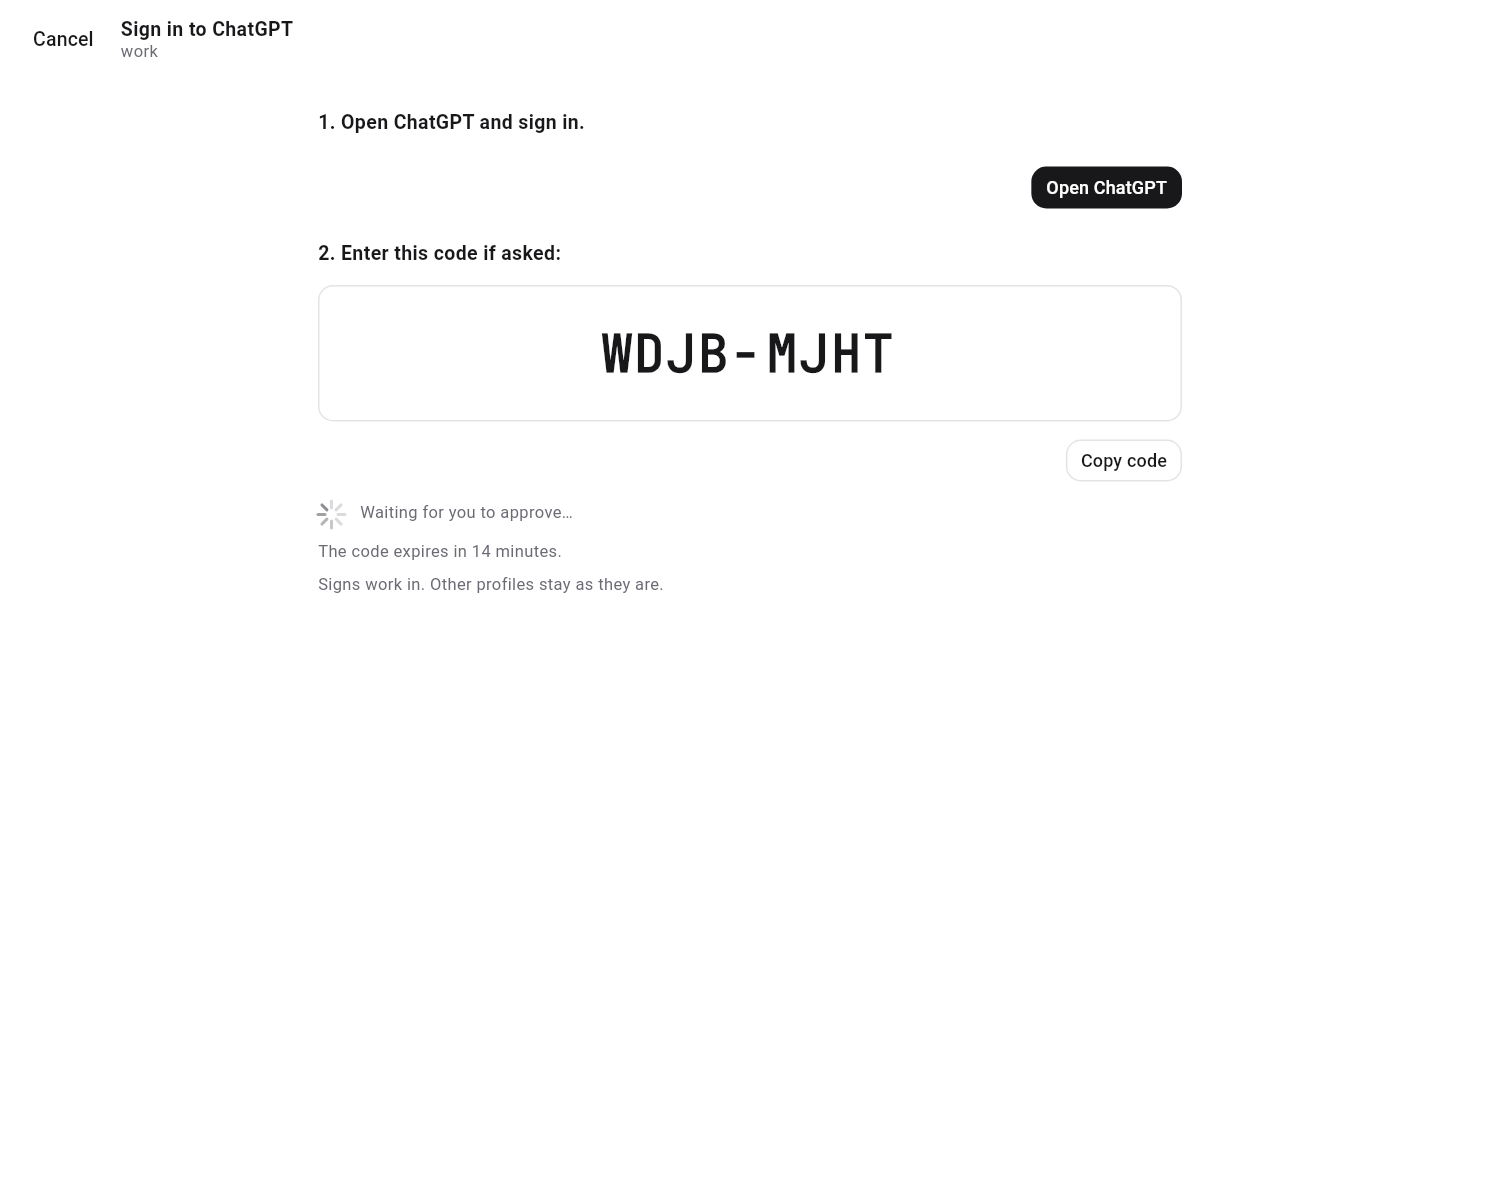 Cancel
Sign in to ChatGPT
work
1. Open ChatGPT and sign in.
Open ChatGPT
2. Enter this code if asked:
WDJB-MJHT
Copy code
Waiting for you to approve…
The code expires in 14 minutes.
Signs work in. Other profiles stay as they are.